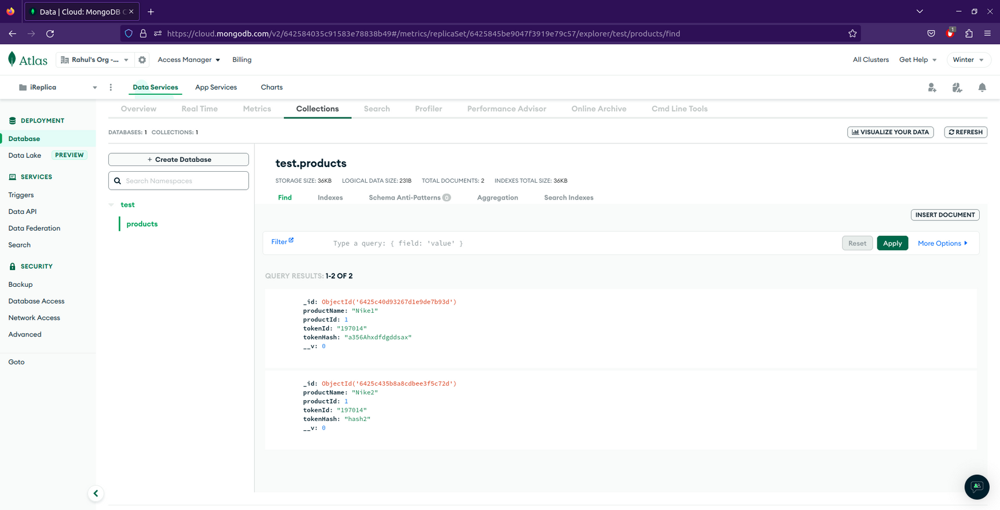 Data | Cloud: MongoDB C
https://cloud.mongodb.com/v2/642584035c91583e78838b49#/metrics/replicaSet/6425845be9047f3919e79c57/explorer/test/products/find
1
Atlas
Rahul's Org -...
Access Manager
Billing
All Clusters
Get Help
Winter
iReplica
Data Services
App Services
Charts
Overview
Real Time
Metrics
Collections
Search
Profiler
Performance Advisor
Online Archive
Cmd Line Tools
DEPLOYMENT
Database
Data Lake PREVIEW
SERVICES
Triggers
Data API
Data Federation
Search
SECURITY
Backup
Database Access
Network Access
Advanced
Goto
DATABASES: 1 COLLECTIONS: 1
VISUALIZE YOUR DATA
REFRESH
+ Create Database
Search Namespaces
test
products
test.products
STORAGE SIZE: 36KB LOGICAL DATA SIZE: 231B TOTAL DOCUMENTS: 2 INDEXES TOTAL SIZE: 36KB
Find
Indexes
Schema Anti-Patterns 0
Aggregation
Search Indexes
INSERT DOCUMENT
Filter
Type a query: { field: 'value' }
Reset
Apply
More Options
QUERY RESULTS: 1-2 OF 2
_id: ObjectId('6425c40d93267d1e9de7b93d')
productName: "Nike1"
productId: 1
tokenId: "197014"
tokenHash: "a356Ahxdfdgddsax"
__v: 0
_id: ObjectId('6425c435b8a8cdbee3f5c72d')
productName: "Nike2"
productId: 1
tokenId: "197014"
tokenHash: "hash2"
__v: 0